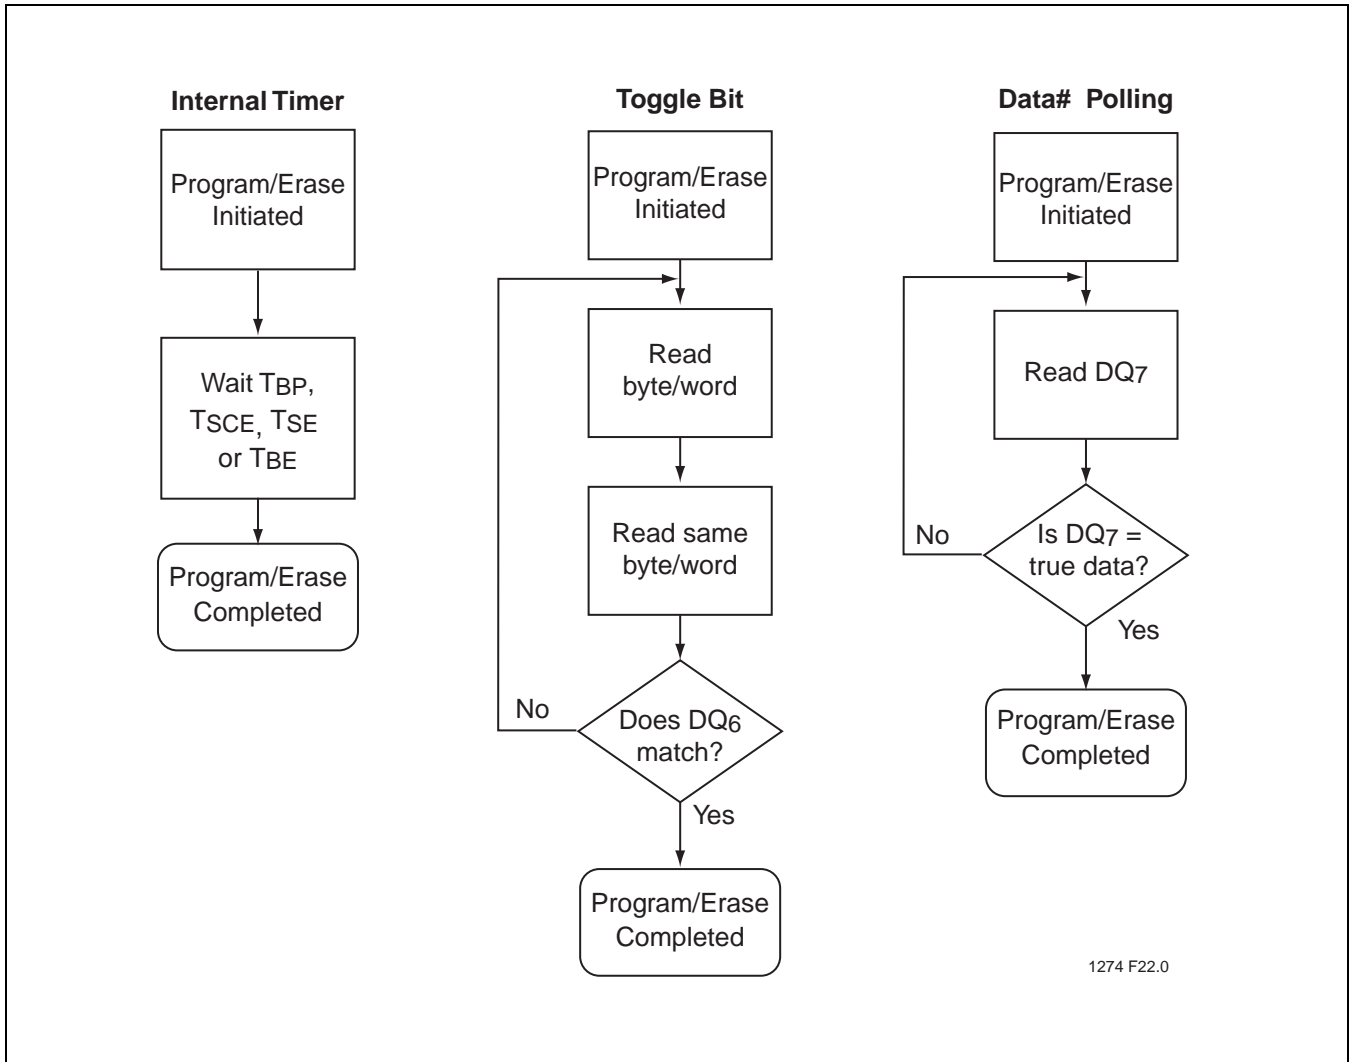 Internal Timer
Program/Erase
Initiated
Wait TBP,
TSCE, TSE
or TBE
Program/Erase
Completed
Toggle Bit
Program/Erase
Initiated
Read
byte/word
Read same
byte/word
Does DQ6
match?
No
Yes
Program/Erase
Completed
Data# Polling
Program/Erase
Initiated
Read DQ7
Is DQ7 =
true data?
No
Yes
Program/Erase
Completed
1274 F22.0